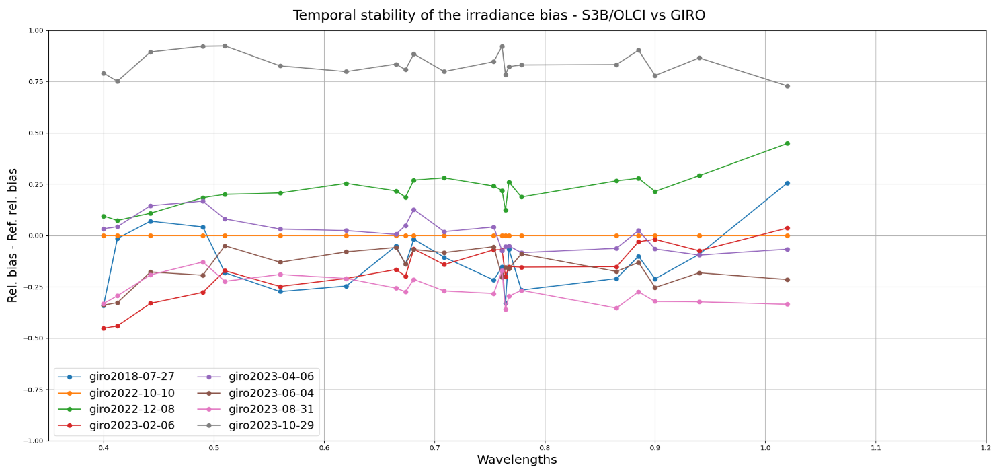 Temporal stability of the irradiance bias - S3B/OLCI vs GIRO
1.00
0.75
0.50
0.25
0.00
−0.25
−0.50
−0.75
−1.00
Rel. bias - Ref. rel. bias
giro2018-07-27
giro2022-10-10
giro2022-12-08
giro2023-02-06
giro2023-04-06
giro2023-06-04
giro2023-08-31
giro2023-10-29
0.4 0.5 0.6 0.7 0.8 0.9 1.0 1.1 1.2
Wavelengths